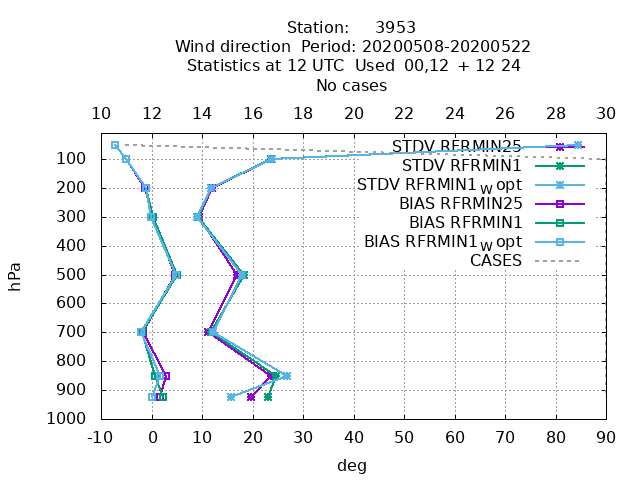 Station: 3953
Wind direction Period: 20200508-20200522
Statistics at 12 UTC Used 00,12 + 12 24
No cases
10 12 14 16 18 20 22 24 26 28 30
STDV RFRMIN25
100
STDV RFRMIN1
200
STDV RFRMIN1w opt
BIAS RFRMIN25
300
BIAS RFRMIN1
400
BIAS RFRMIN1w opt
CASES
hPa
500
600
700
800
900
1000
-10 0 10 20 30 40 50 60 70 80 90
deg